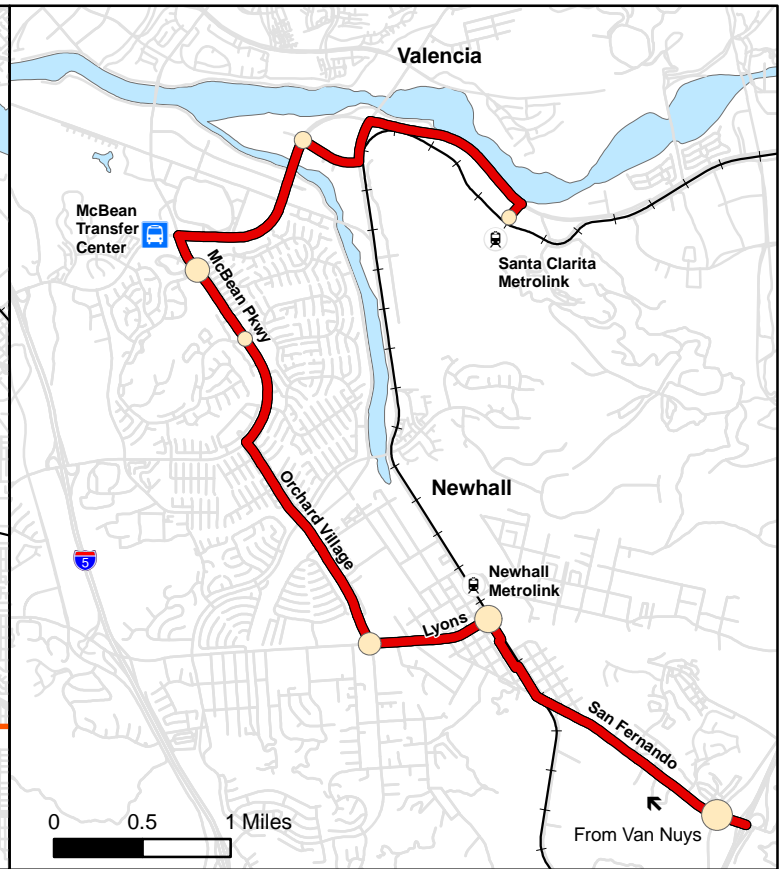 Valencia
McBean
Transfer
Center
McBean Pkwy
Santa Clarita
Metrolink
Orchard Village
Newhall
5
Newhall
Metrolink
Lyons
San Fernando
From Van Nuys
0 0.5 1 Miles